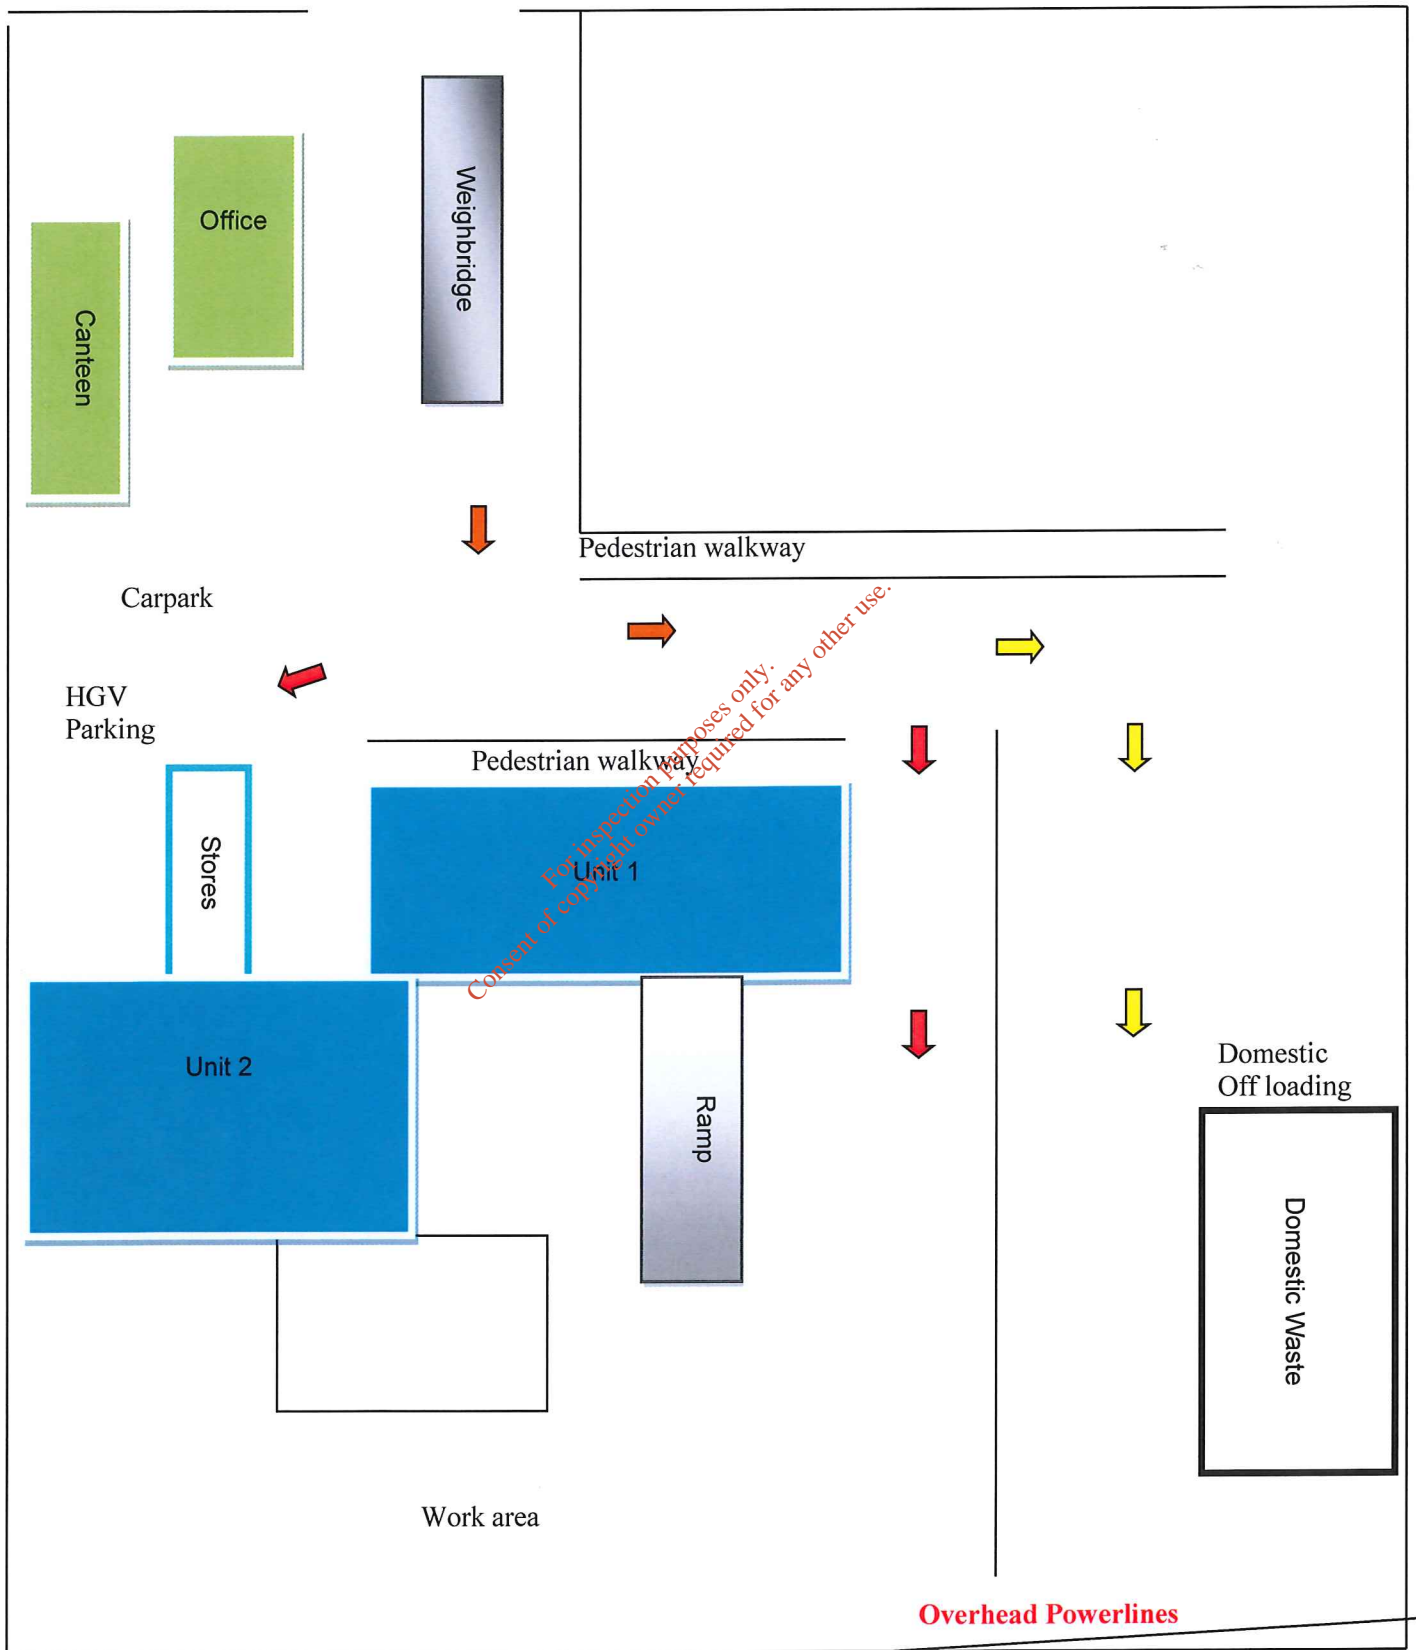 Office
Weighbridge
Canteen
Pedestrian walkway
Carpark
HGV
Parking
Pedestrian walkway
Stores
Unit 1
For inspection purposes only.
Consent of copyright owner required for any other use.
Unit 2
Ramp
Domestic
Off loading
Domestic Waste
Work area
Overhead Powerlines